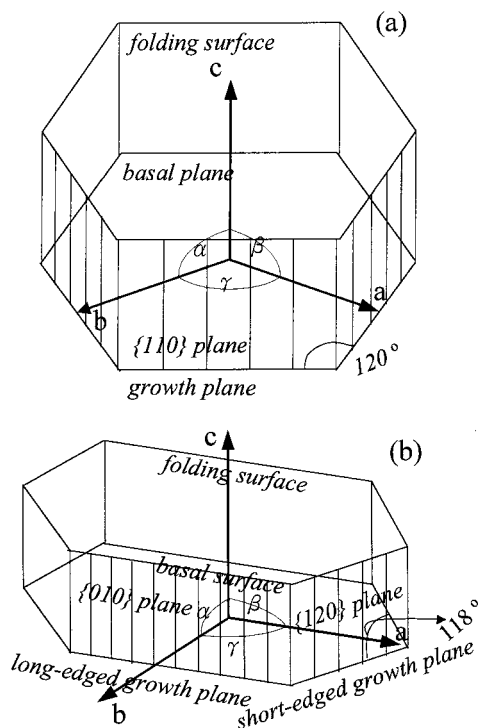 (a)
folding surface
c
basal plane
α
β
γ
a
b
{110} plane
120°
growth plane
(b)
c
folding surface
basal surface
{010} plane
α
β
{120} plane
γ
a
118°
long-edged growth plane
b
short-edged growth plane